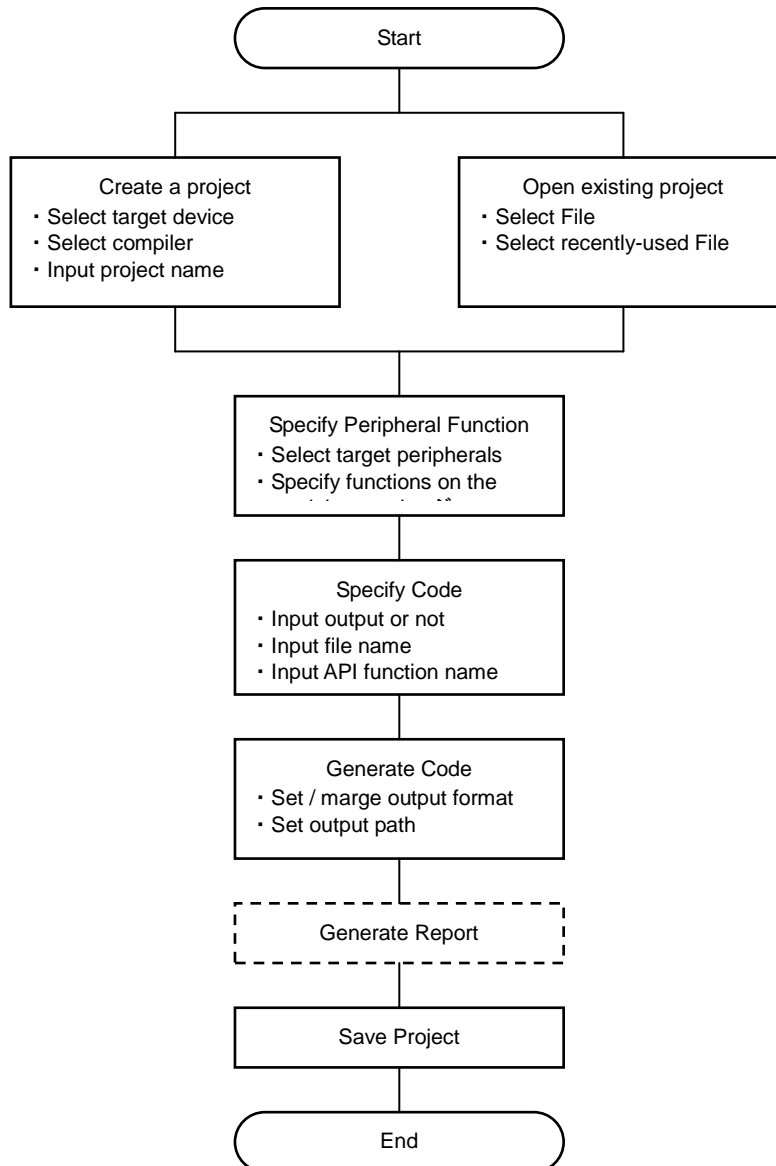 Start
Create a project
・Select target device
・Select compiler
・Input project name
Open existing project
・Select File
・Select recently-used File
Specify Peripheral Function
・Select target peripherals
・Specify functions on the
Specify Code
・Input output or not
・Input file name
・Input API function name
Generate Code
・Set / marge output format
・Set output path
Generate Report
Save Project
End